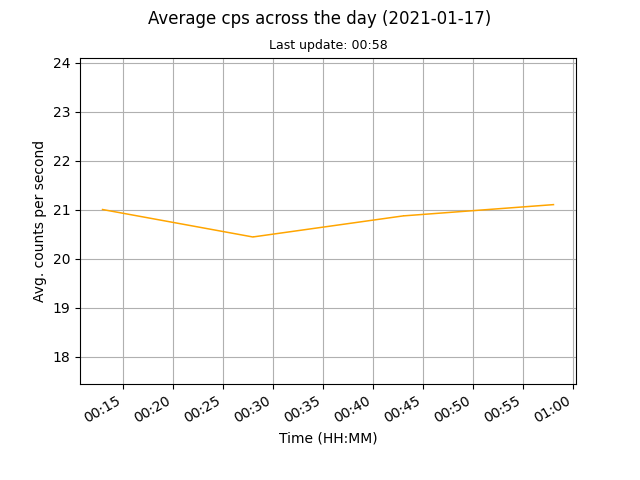 Average cps across the day (2021-01-17)
Last update: 00:58
24
23
22
21
20
19
18
Avg. counts per second
00:15 00:20 00:25 00:30 00:35 00:40 00:45 00:50 00:55 01:00
Time (HH:MM)